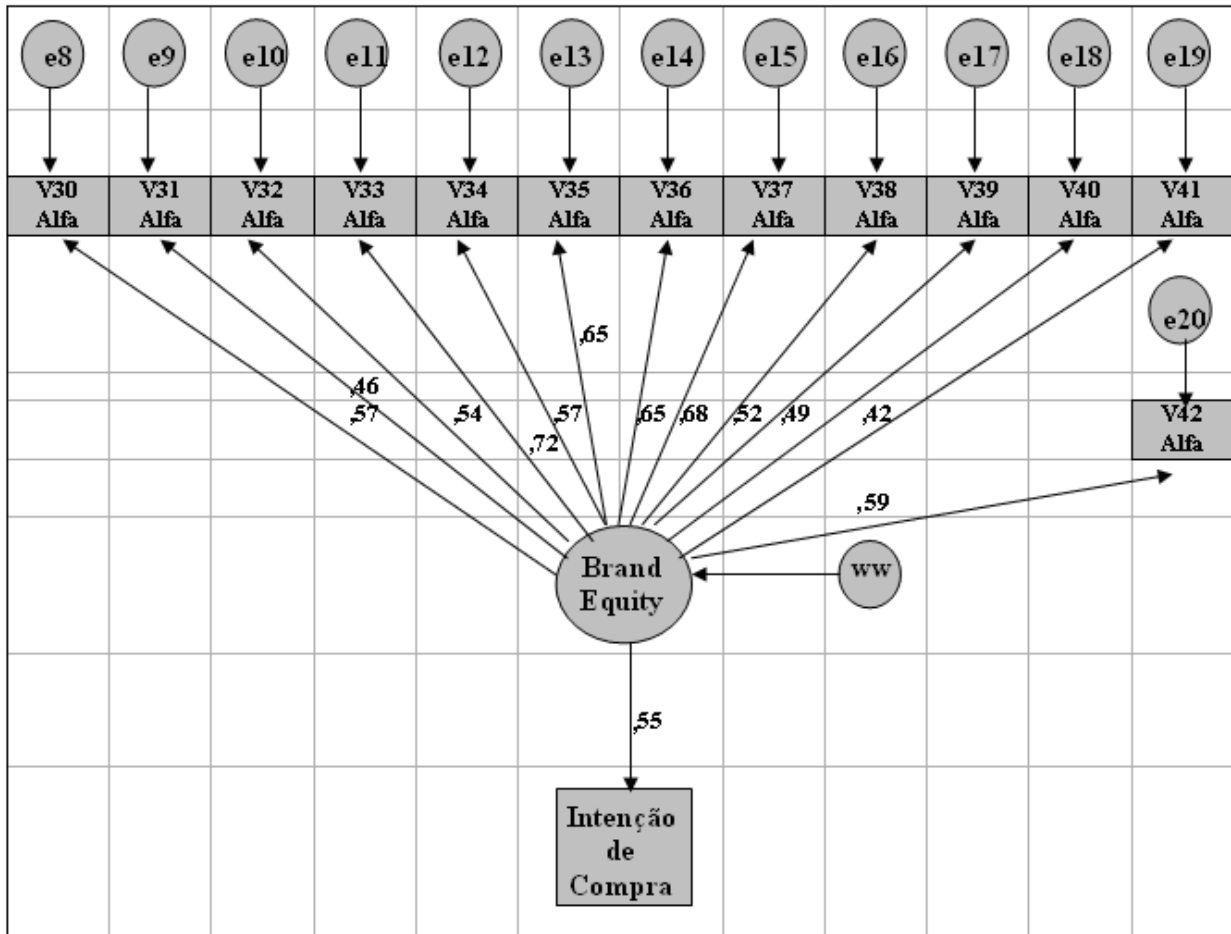 e8 e9 e10 e11 e12 e13 e14 e15 e16 e17 e18 e19
V30 V31 V32 V33 V34 V35 V36 V37 V38 V39 V40 V41
Alfa Alfa Alfa Alfa Alfa Alfa Alfa Alfa Alfa Alfa Alfa Alfa
e20
,65
,46
,57 ,54 ,57 ,65 ,68 ,52 ,49 ,42 V42
,72 Alfa
,59
Brand ww
Equity
,55
Intenção
de
Compra